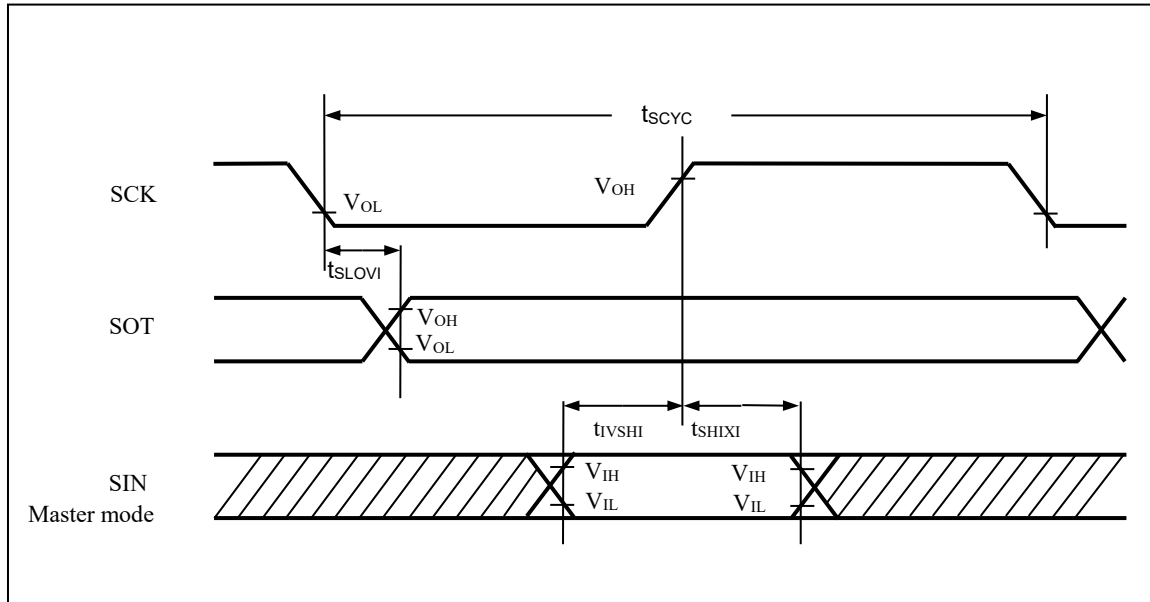 tSCYC
SCK
VOL
VOH
tSLOVI
SOT
VOH
VOL
tIVSHI
tSHIXI
SIN
Master mode
VIH
VIL
VIH
VIL